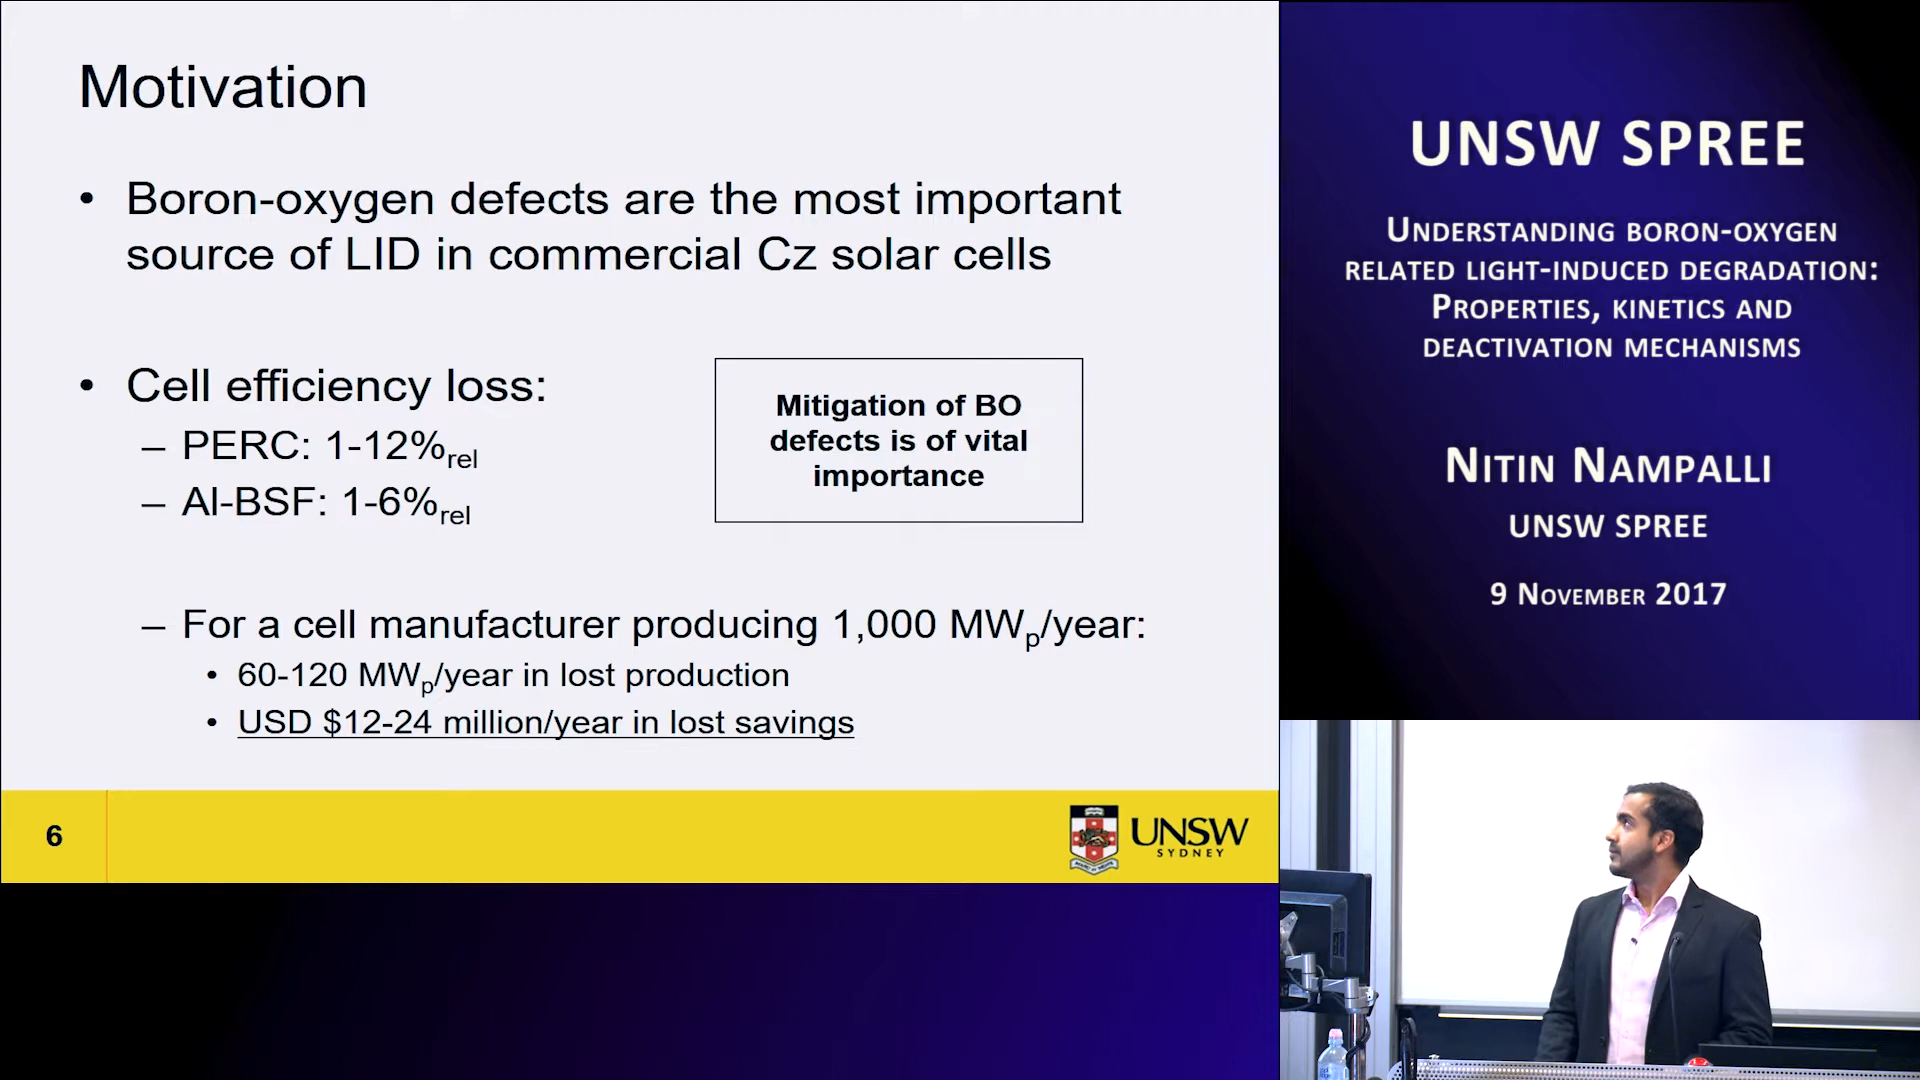 Motivation
• Boron-oxygen defects are the most important
source of LID in commercial Cz solar cells
• Cell efficiency loss:
– PERC: 1-12%rel
– Al-BSF: 1-6%rel
Mitigation of BO
defects is of vital
importance
– For a cell manufacturer producing 1,000 MWp/year:
• 60-120 MWp/year in lost production
• USD $12-24 million/year in lost savings
6
UNSW
SYDNEY
UNSW SPREE
Understanding boron-oxygen
related light-induced degradation:
Properties, kinetics and
deactivation mechanisms
Nitin Nampalli
UNSW SPREE
9 November 2017